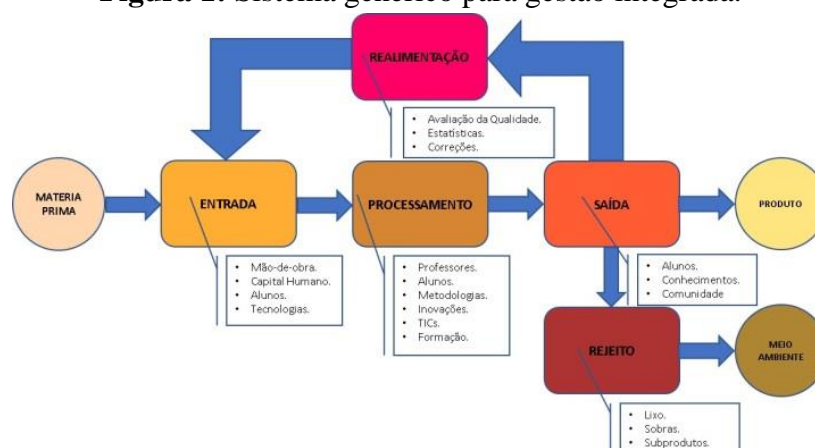 Figura 1: Sistema genérico para gestão integrada.
REALIMENTAÇÃO
• Avaliação da Qualidade.
• Estatísticas.
• Correções.
MATERIA
PRIMA
ENTRADA
PROCESSAMENTO
SAÍDA
PRODUTO
• Mão-de-obra.
• Capital Humano.
• Alunos.
• Tecnologias.
• Professores.
• Alunos.
• Metodologias.
• Inovações.
• TICs.
• Formação.
• Alunos.
• Conhecimentos.
• Comunidade
REJEITO
MEIO
AMBIENTE
• Lixo.
• Sobras.
• Subprodutos.